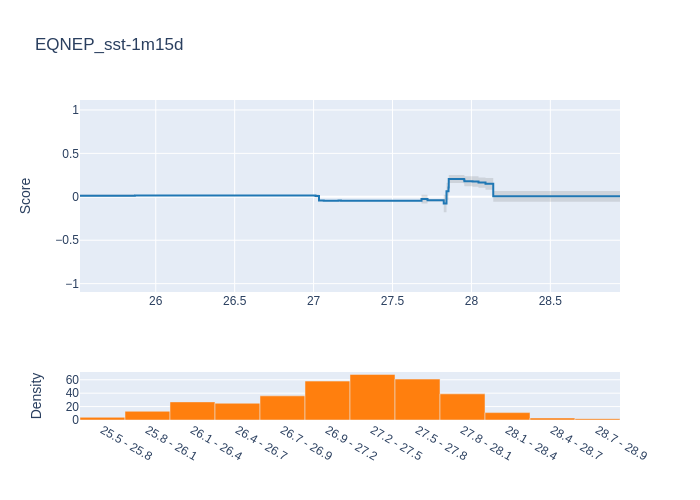 EQNEP_sst-1m15d
Score
1
0.5
0
−0.5
−1
26
26.5
27
27.5
28
28.5
Density
60
40
20
0
25.5 - 25.8
25.8 - 26.1
26.1 - 26.4
26.4 - 26.7
26.7 - 26.9
26.9 - 27.2
27.2 - 27.5
27.5 - 27.8
27.8 - 28.1
28.1 - 28.4
28.4 - 28.7
28.7 - 28.9